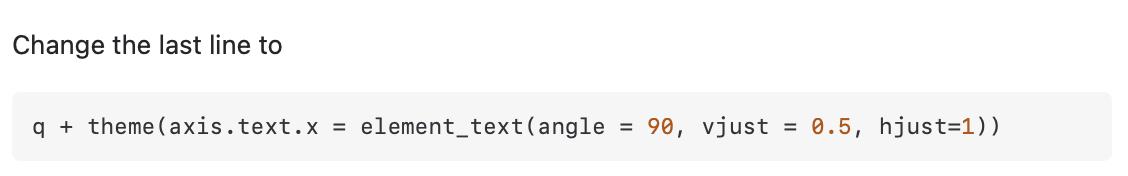 Change the last line to
q + theme(axis.text.x = element_text(angle = 90, vjust = 0.5, hjust=1))